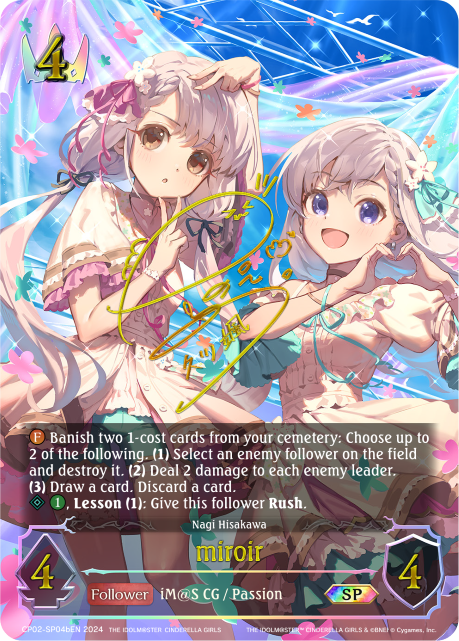 4
F Banish two 1-cost cards from your cemetery: Choose up to
2 of the following. (1) Select an enemy follower on the field
and destroy it. (2) Deal 2 damage to each enemy leader.
(3) Draw a card. Discard a card.
1, Lesson (1): Give this follower Rush.
Nagi Hisakawa
miroir
4
Follower iM@S CG / Passion
SP
4
CP02-SP04bEN 2024 THE IDOLM@STER CINDERELLA GIRLS THE IDOLM@STER™ CINDERELLA GIRLS & ©BNEI © Cygames, Inc.